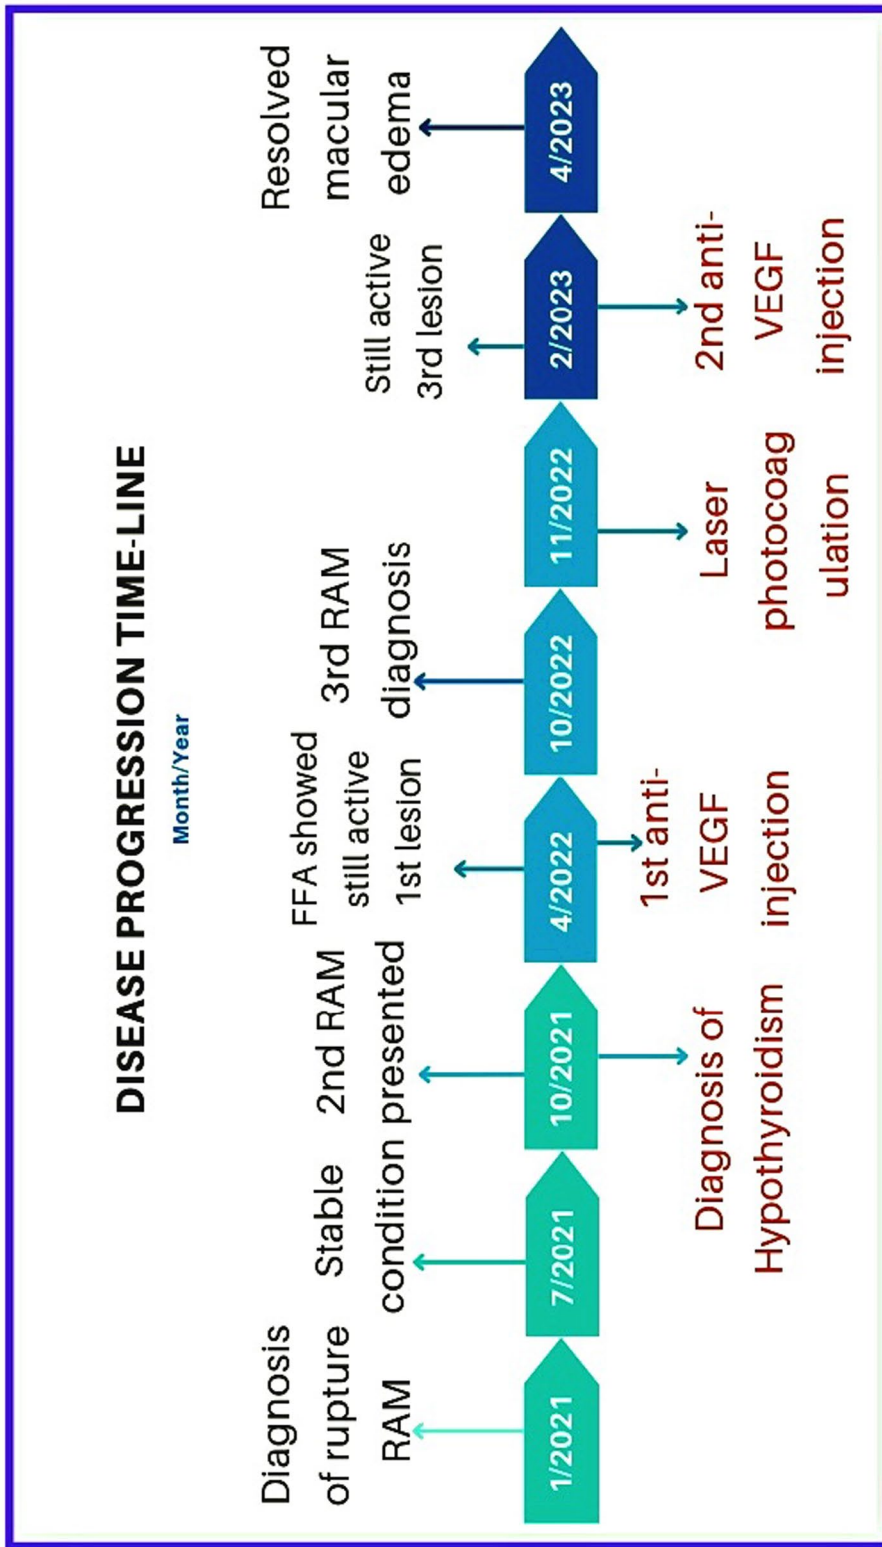 DISEASE PROGRESSION TIME-LINE
Month/Year
Diagnosis
of rupture
RAM
Stable
condition
2nd RAM
presented
FFA showed
still active
1st lesion
3rd RAM
diagnosis
Still active
3rd lesion
Resolved
macular
edema
1/2021
7/2021
10/2021
4/2022
10/2022
11/2022
2/2023
4/2023
Diagnosis of
Hypothyroidism
1st anti-
VEGF
injection
Laser
photocoag
ulation
2nd anti-
VEGF
injection